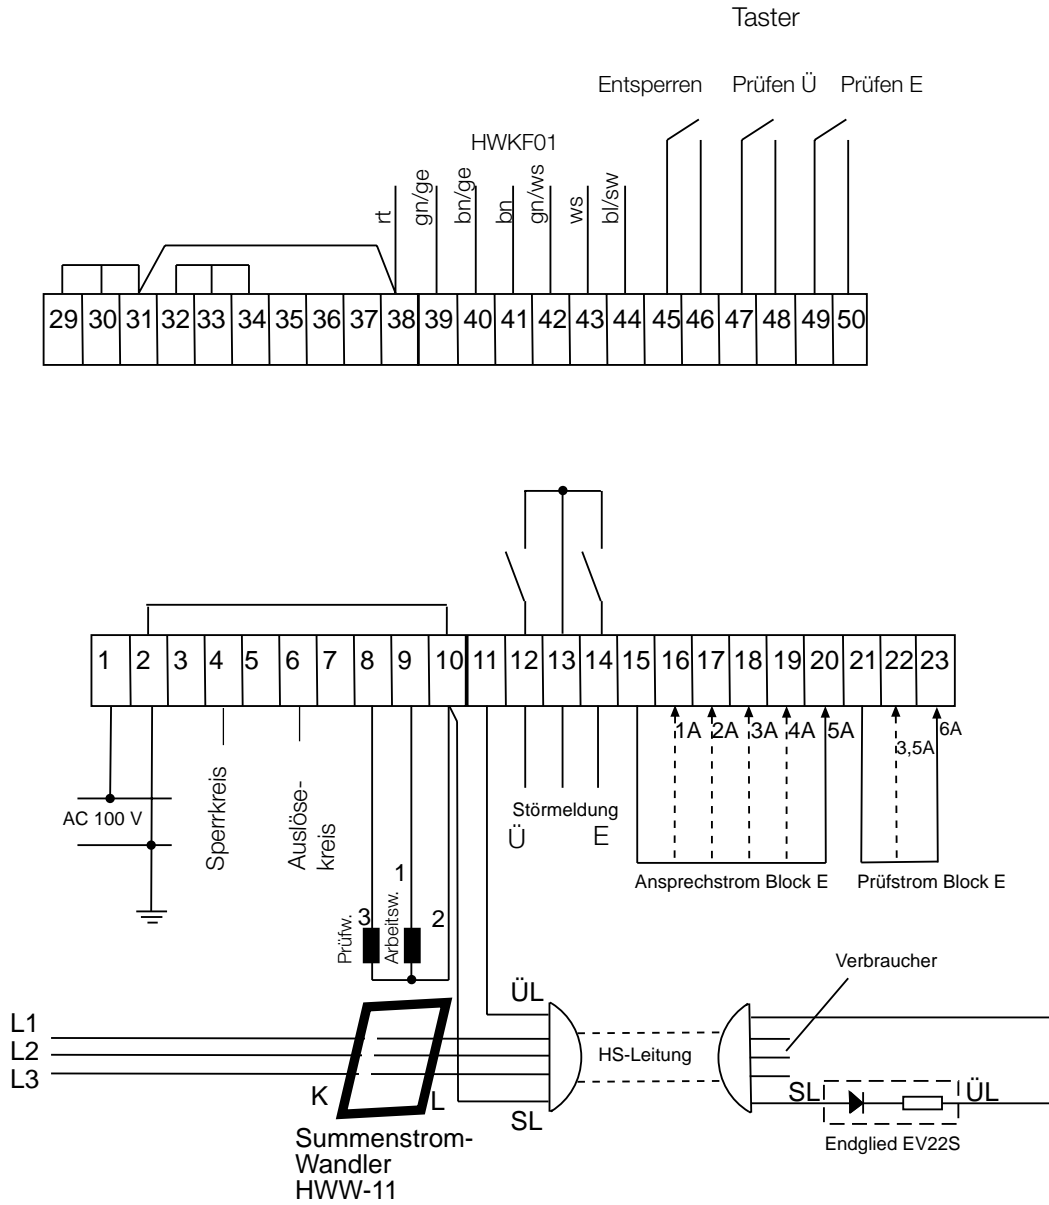 Taster
Entsperren Prüfen Ü Prüfen E
HWKF01
rt gn/ge bn/ge bn gn/ws ws bl/sw
29 30 31 32 33 34 35 36 37 38 39 40 41 42 43 44 45 46 47 48 49 50
1 2 3 4 5 6 7 8 9 10 11 12 13 14 15 16 17 18 19 20 21 22 23
1A 2A 3A 4A 5A 3,5A 6A
AC 100 V
Sperrkreis
Auslöse-
kreis
Störmeldung
Ü E
Ansprechstrom Block E
Prüfstrom Block E
1
3 2
Prüfw.
Arbeitsw.
Verbraucher
ÜL
L1
L2
L3
HS-Leitung
K L
SL
SL ÜL
Endglied EV22S
Summenstrom-
Wandler
HWW-11